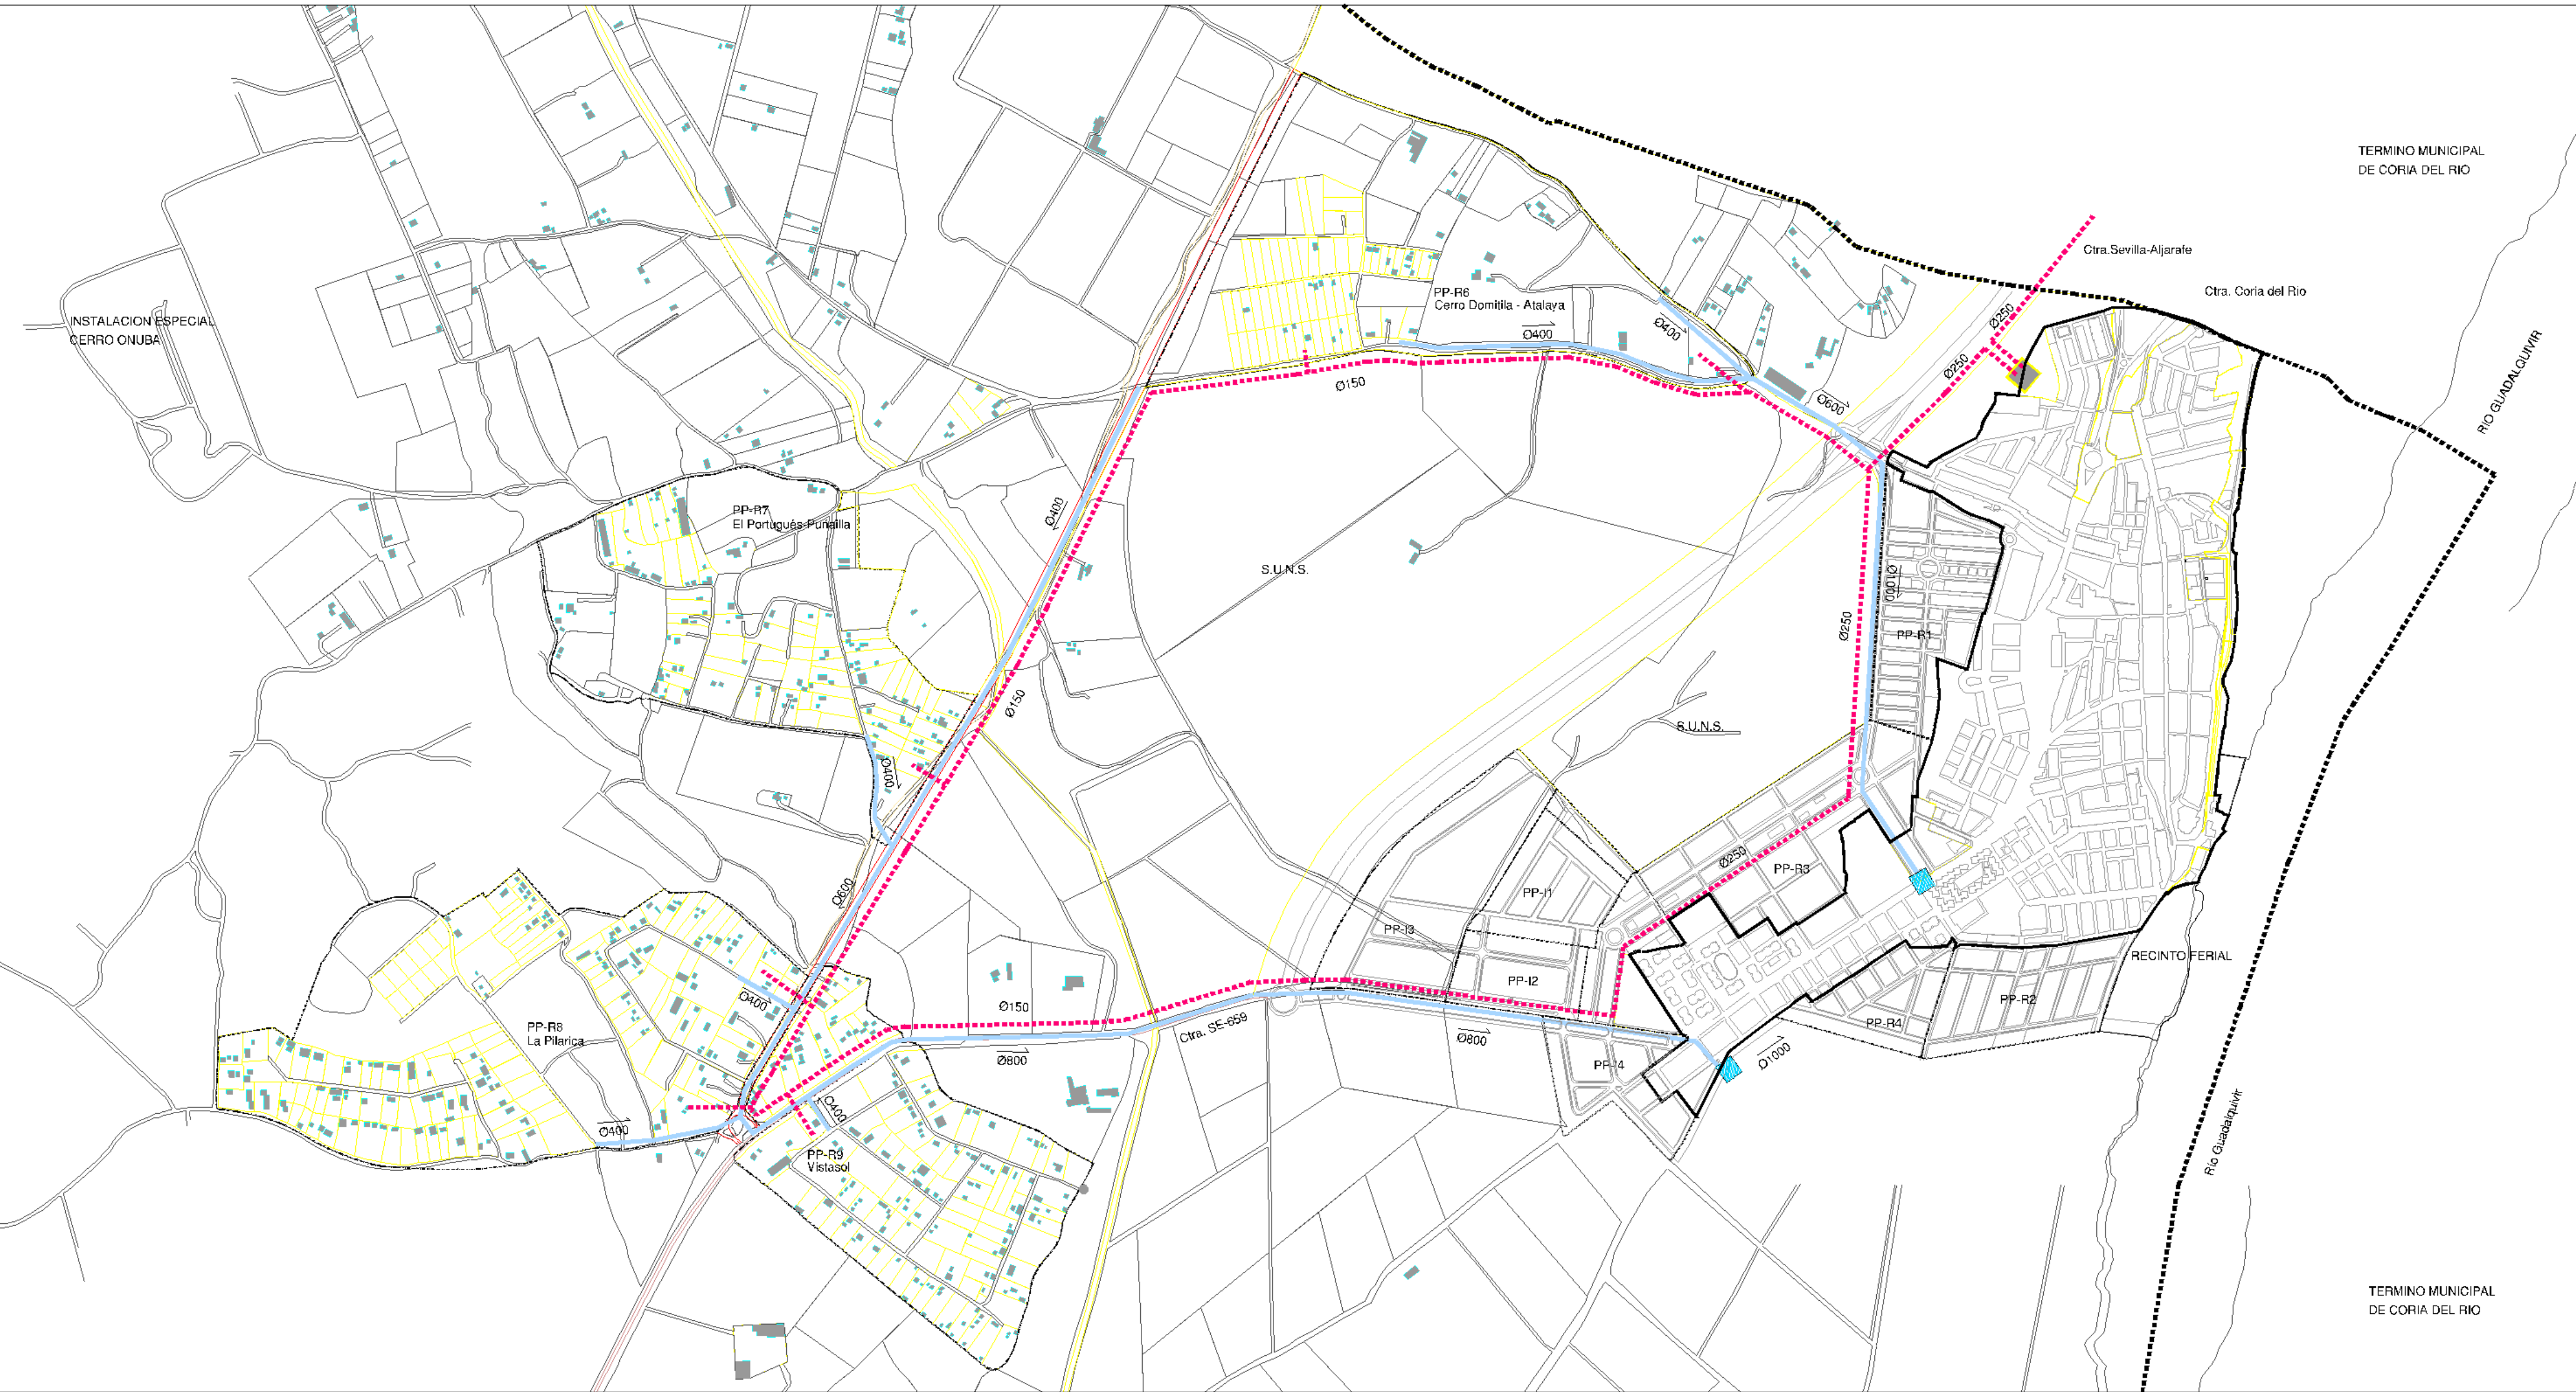 TERMINO MUNICIPAL
DE CORIA DEL RIO
Ctra.Sevilla-Aljarafe
Ctra. Coria del Rio
RIO GUADALQUIVIR
INSTALACION ESPECIAL
CERRO ONUBA
PP-R6
Cerro Domitila - Atalaya
Ø400
Ø400
Ø150
Ø600
Ø250
Ø250
PP-R7
El Portugués-Puñailla
Ø400
S.U.N.S.
Ø1000
Ø250
PP-R1
Ø150
S.U.N.S.
Ø400
Ø600
Ø250
PP-R3
PP-I1
PP-I3
PP-I2
RECINTO FERIAL
PP-R2
PP-R4
Ø400
Ø150
PP-R8
La Pilarica
Ctra. SE-659
Ø800
Ø800
Ø1000
PP-I4
Ø400
Ø400
PP-R9
Vistasol
Río Guadalquivir
TERMINO MUNICIPAL
DE CORIA DEL RIO